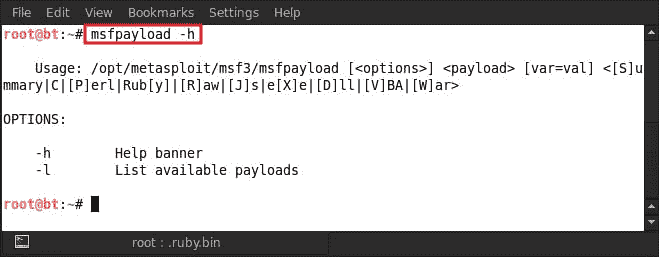 File Edit View Bookmarks Settings Help
root@bt:~# msfpayload -h
Usage: /opt/metasploit/msf3/msfpayload [<options>] <payload> [var=val] <[S]u
mmary|C|[P]erl|Rub[y]|[R]aw|[J]s|e[X]e|[D]ll|[V]BA|[W]ar>
OPTIONS:
-h Help banner
-l List available payloads
root@bt:~#
root : .ruby.bin